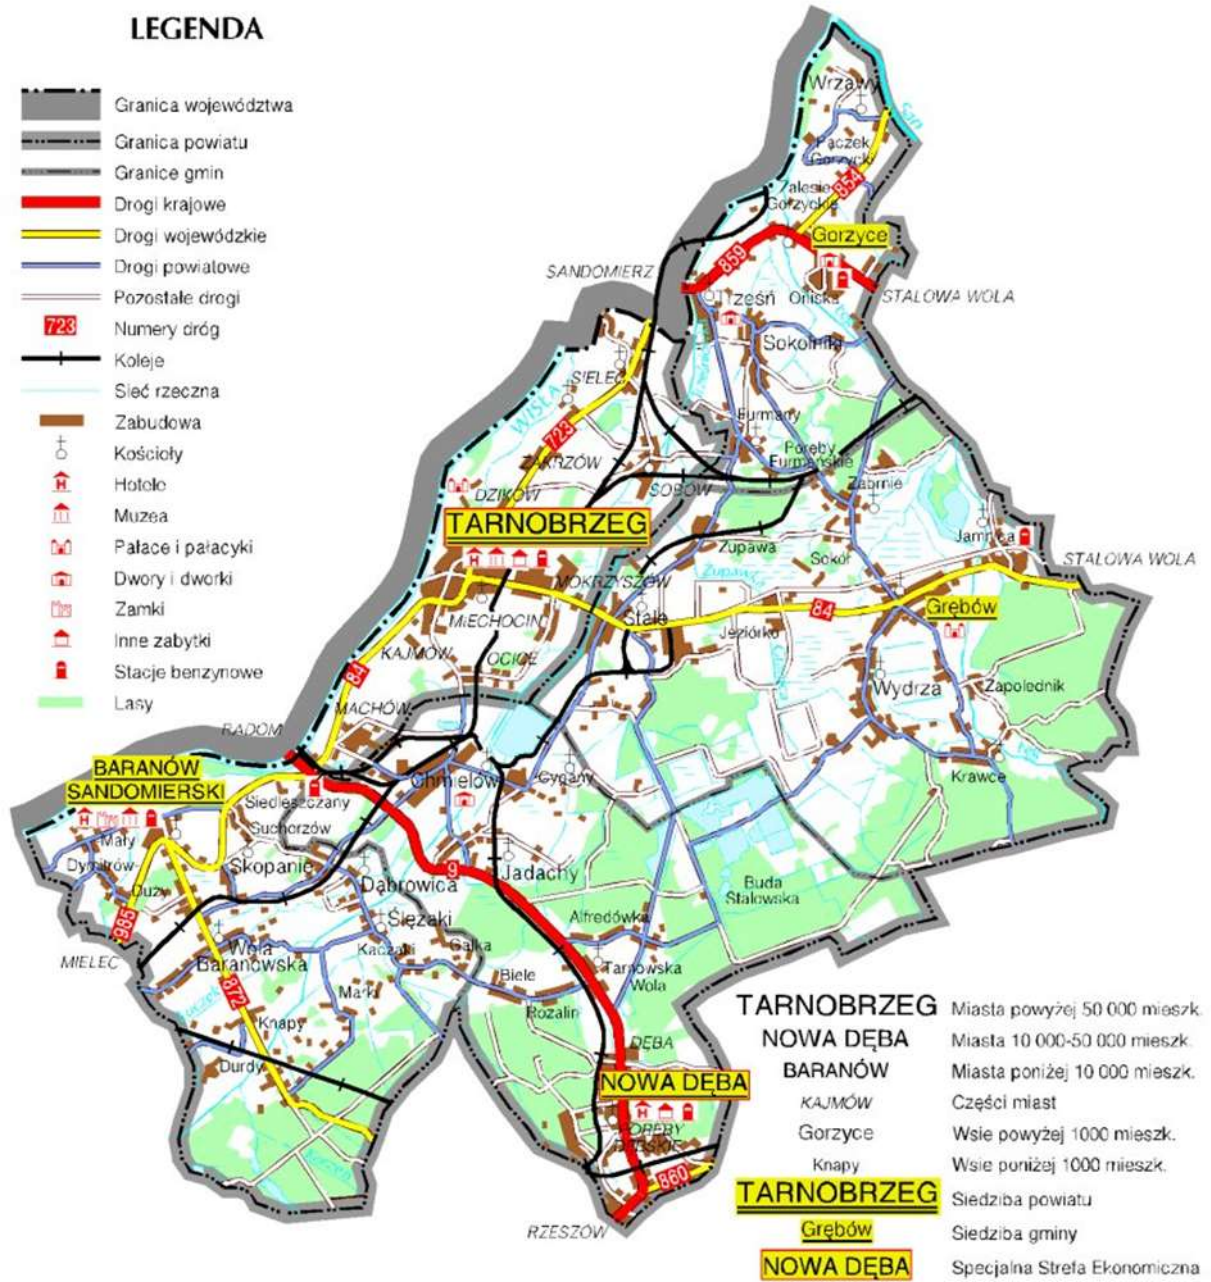 LEGENDA
Granica województwa
Granica powiatu
Granice gmin
Drogi krajowe
Drogi wojewódzkie
Drogi powiatowe
Pozostałe drogi
723 Numery dróg
Koleje
Sieć rzeczna
Zabudowa
Kościoły
H Hotele
Muzea
Pałace i pałacyki
Dwory i dworki
Zamki
Inne zabytki
Stacje benzynowe
Lasy
Wrzawy
San
Pączek
Gorzycki
854
Zalesie
Gorzyckie
Gorzyce
859
SANDOMIERZ
STALOWA WOLA
Trześń
Orliska
Sokolniki
SIELEC
WISŁA
723
Furmany
ZAKRZÓW
Poręby
Furmańskie
DZIKÓW
SOBÓW
Zabrnie
TARNOBRZEG
Jamnica
Żupawa
Sokół
STALOWA WOLA
H
MOKRZYSZÓW
Żupawa
84
Grębów
MIECHOCIN
Stale
Jeziórko
KAJMÓW
OCICE
84
Wydrza
Zapolednik
MACHÓW
RADOM
BARANÓW
SANDOMIERSKI
Chmielów
Cygany
Krawce
Siedleszczany
H
Suchorzów
Mały
Dymitrów
Duży
Skopanie
Dąbrowica
9
Jadachy
Buda
Stalowska
985
Ślęzaki
Alfredówka
MIELEC
Wola
Baranowska
Kaczaki
Gałka
Biele
Tarnowska
Wola
872
Marki
Rozalin
Knapy
DĘBA
Durdy
NOWA DĘBA
H
PORĘBY
DĘBSKIE
860
RZESZÓW
TARNOBRZEG Miasta powyżej 50 000 mieszk.
NOWA DĘBA Miasta 10 000-50 000 mieszk.
BARANÓW Miasta poniżej 10 000 mieszk.
KAJMÓW Części miast
Gorzyce Wsie powyżej 1000 mieszk.
Knapy Wsie poniżej 1000 mieszk.
TARNOBRZEG Siedziba powiatu
Grębów Siedziba gminy
NOWA DĘBA Specjalna Strefa Ekonomiczna